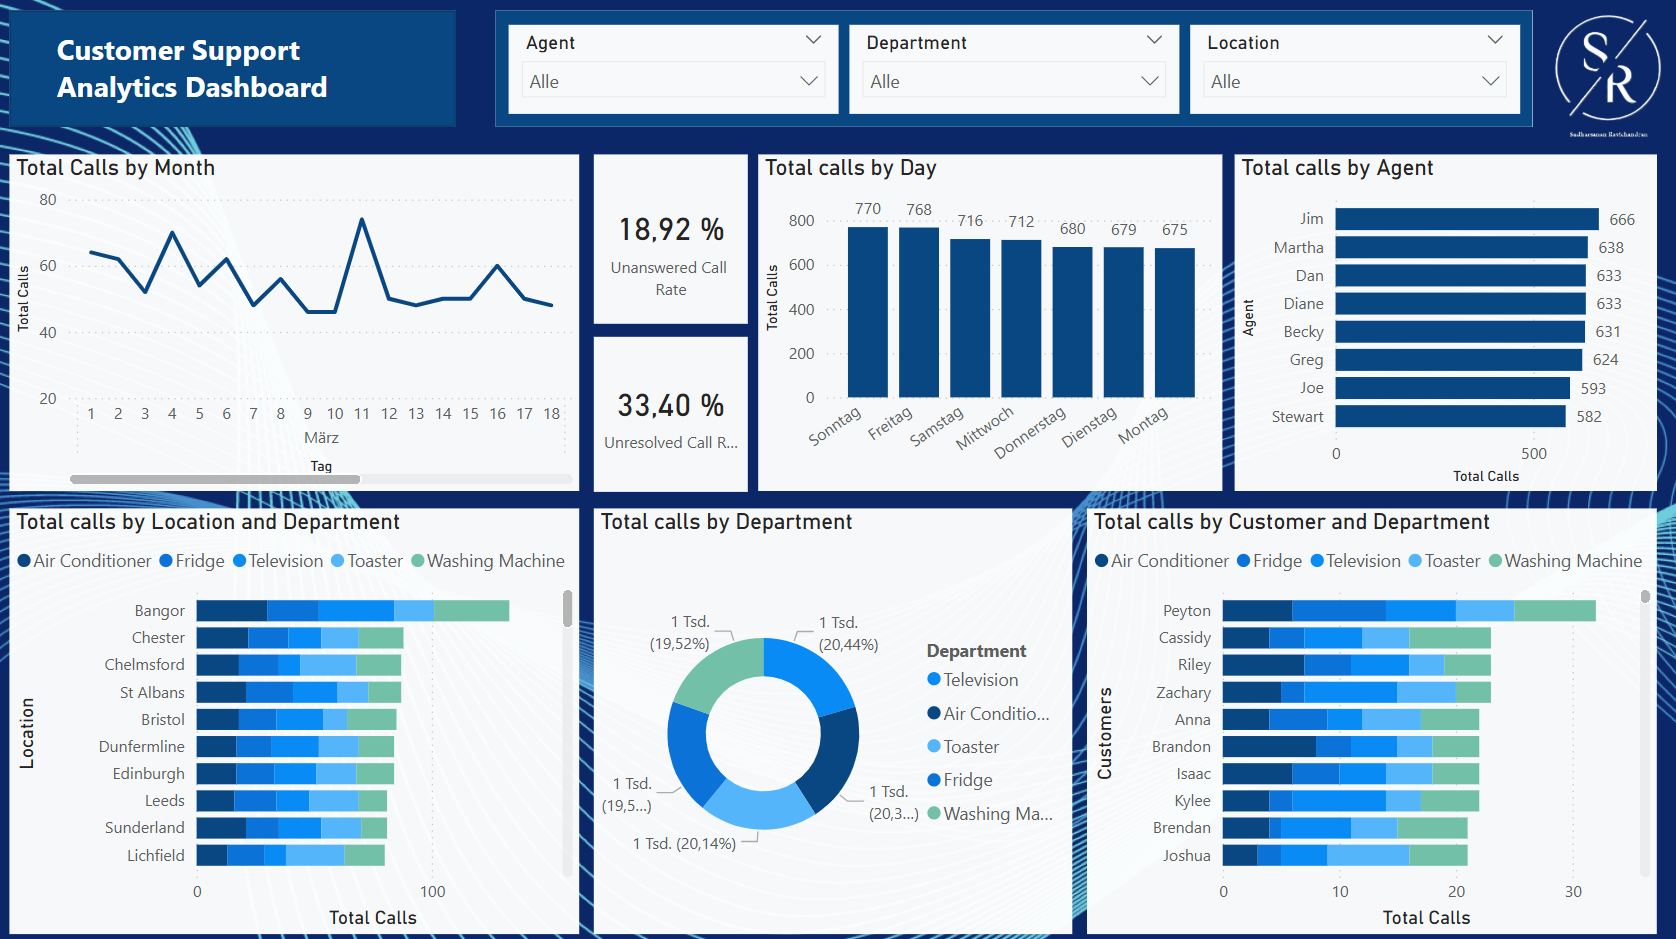 Customer Support
Analytics Dashboard
Agent
Alle
Department
Alle
Location
Alle
S
R
Sudharsanan Ravichandran
Total Calls by Month
Total Calls
80
60
40
20
1 2 3 4 5 6 7 8 9 10 11 12 13 14 15 16 17 18
März
Tag
18,92 %
Unanswered Call
Rate
33,40 %
Unresolved Call R...
Total calls by Day
Total Calls
800
600
400
200
0
770 768 716 712 680 679 675
Sonntag Freitag Samstag Mittwoch Donnerstag Dienstag Montag
Total calls by Agent
Agent
Jim 666
Martha 638
Dan 633
Diane 633
Becky 631
Greg 624
Joe 593
Stewart 582
0 500
Total Calls
Total calls by Location and Department
Air Conditioner Fridge Television Toaster Washing Machine
Location
Bangor
Chester
Chelmsford
St Albans
Bristol
Dunfermline
Edinburgh
Leeds
Sunderland
Lichfield
0 100
Total Calls
Total calls by Department
1 Tsd.
(19,52%)
1 Tsd.
(20,44%)
1 Tsd.
(19,5...)
1 Tsd.
(20,3...)
1 Tsd. (20,14%)
Department
Television
Air Conditio...
Toaster
Fridge
Washing Ma...
Total calls by Customer and Department
Air Conditioner Fridge Television Toaster Washing Machine
Customers
Peyton
Cassidy
Riley
Zachary
Anna
Brandon
Isaac
Kylee
Brendan
Joshua
0 10 20 30
Total Calls